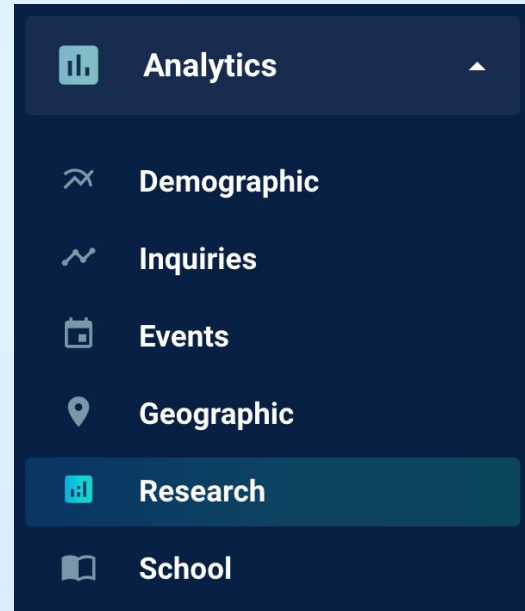 Analytics
Demographic
Inquiries
Events
Geographic
Research
School